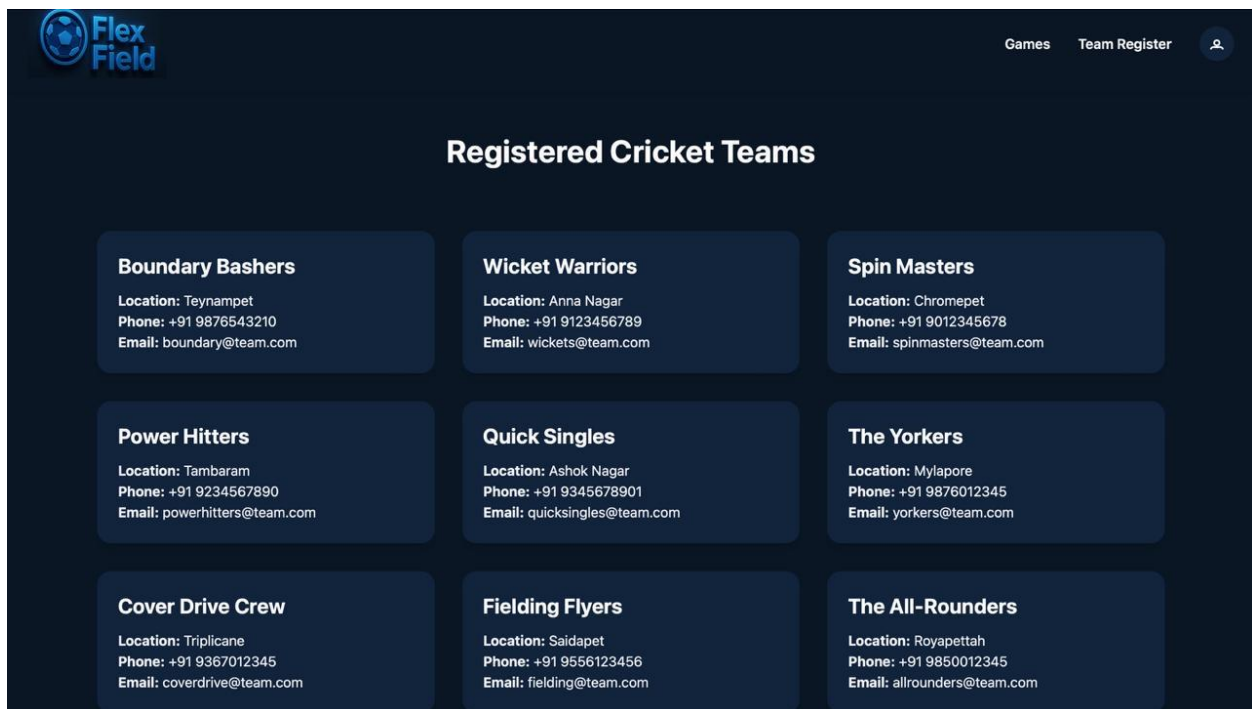 Flex
Field
Games
Team Register
Registered Cricket Teams
Boundary Bashers
Location: Teynampet
Phone: +91 9876543210
Email: boundary@team.com
Wicket Warriors
Location: Anna Nagar
Phone: +91 9123456789
Email: wickets@team.com
Spin Masters
Location: Chromepet
Phone: +91 9012345678
Email: spinmasters@team.com
Power Hitters
Location: Tambaram
Phone: +91 9234567890
Email: powerhitters@team.com
Quick Singles
Location: Ashok Nagar
Phone: +91 9345678901
Email: quicksingles@team.com
The Yorkers
Location: Mylapore
Phone: +91 9876012345
Email: yorkers@team.com
Cover Drive Crew
Location: Triplicane
Phone: +91 9367012345
Email: coverdrive@team.com
Fielding Flyers
Location: Saidapet
Phone: +91 9556123456
Email: fielding@team.com
The All-Rounders
Location: Royapettah
Phone: +91 9850012345
Email: allrounders@team.com